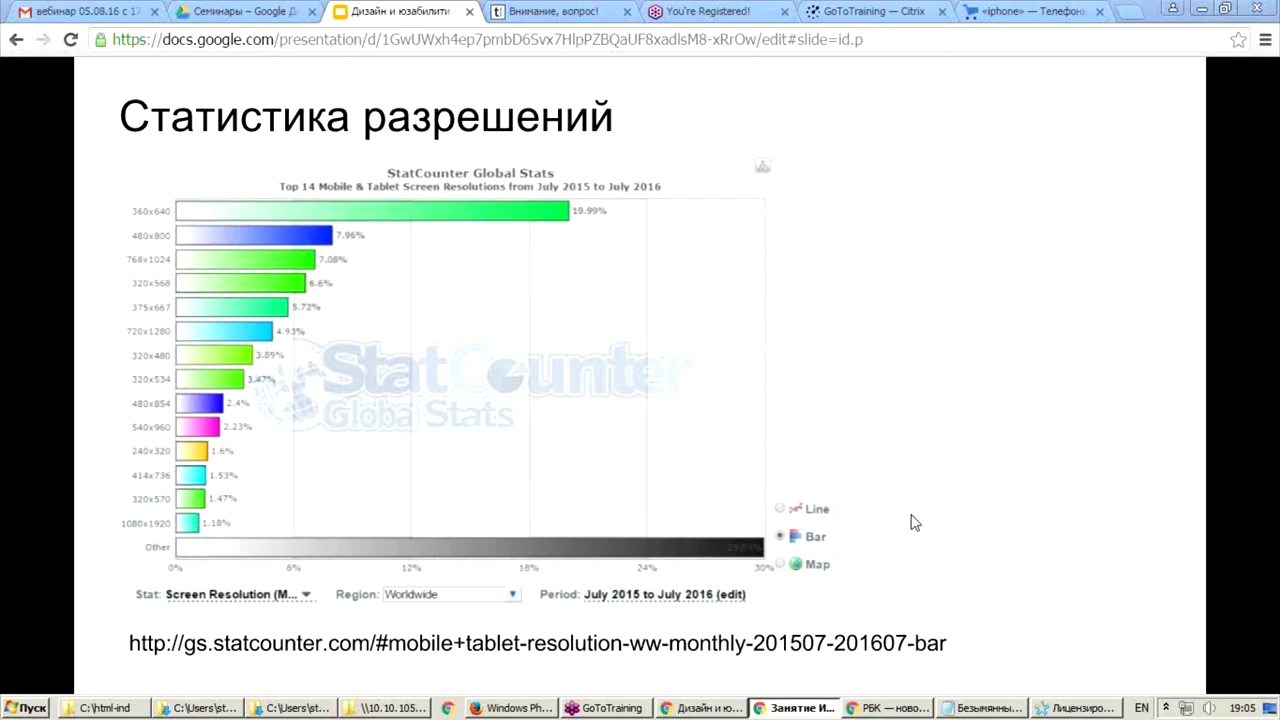 вебинар 05.08.16 с 17
Семинары – Google Д
Дизайн и юзабилити
Внимание, вопрос!
You're Registered!
GoToTraining — Citrix
«iphone» — Телефонь
https://docs.google.com/presentation/d/1GwUWxh4ep7pmbD6Svx7HlpPZBQaUF8xadlsM8-xRrOw/edit#slide=id.p
Статистика разрешений
StatCounter Global Stats
Top 14 Mobile & Tablet Screen Resolutions from July 2015 to July 2016
360x640 19.99%
480x800 7.96%
768x1024 7.08%
320x568 6.6%
375x667 5.72%
720x1280 4.93%
320x480 3.89%
320x534 3.47%
StatCounter
Global Stats
480x854 2.4%
540x960 2.23%
240x320 1.6%
414x736 1.53%
320x570 1.47%
1080x1920 1.18%
Other
0% 6% 12% 18% 24% 30%
Line
Bar
Map
Stat: Screen Resolution (M... Region: Worldwide Period: July 2015 to July 2016 (edit)
http://gs.statcounter.com/#mobile+tablet-resolution-ww-monthly-201507-201607-bar
Пуск
C:\html-ind
C:\Users\st...
C:\Users\st...
\\10.10.105...
Windows Ph...
GoToTraining
Дизайн и ю...
Занятие И...
РБК — ново...
Безымянны...
Лицензиро...
EN
19:05